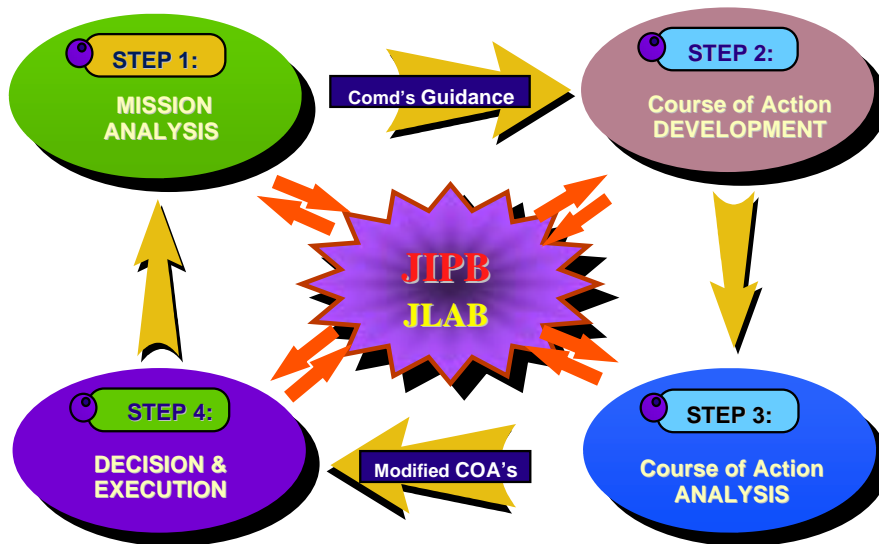 STEP 1:
MISSION
ANALYSIS
Comd's Guidance
STEP 2:
Course of Action
DEVELOPMENT
JIPB
JLAB
STEP 4:
DECISION &
EXECUTION
Modified COA's
STEP 3:
Course of Action
ANALYSIS